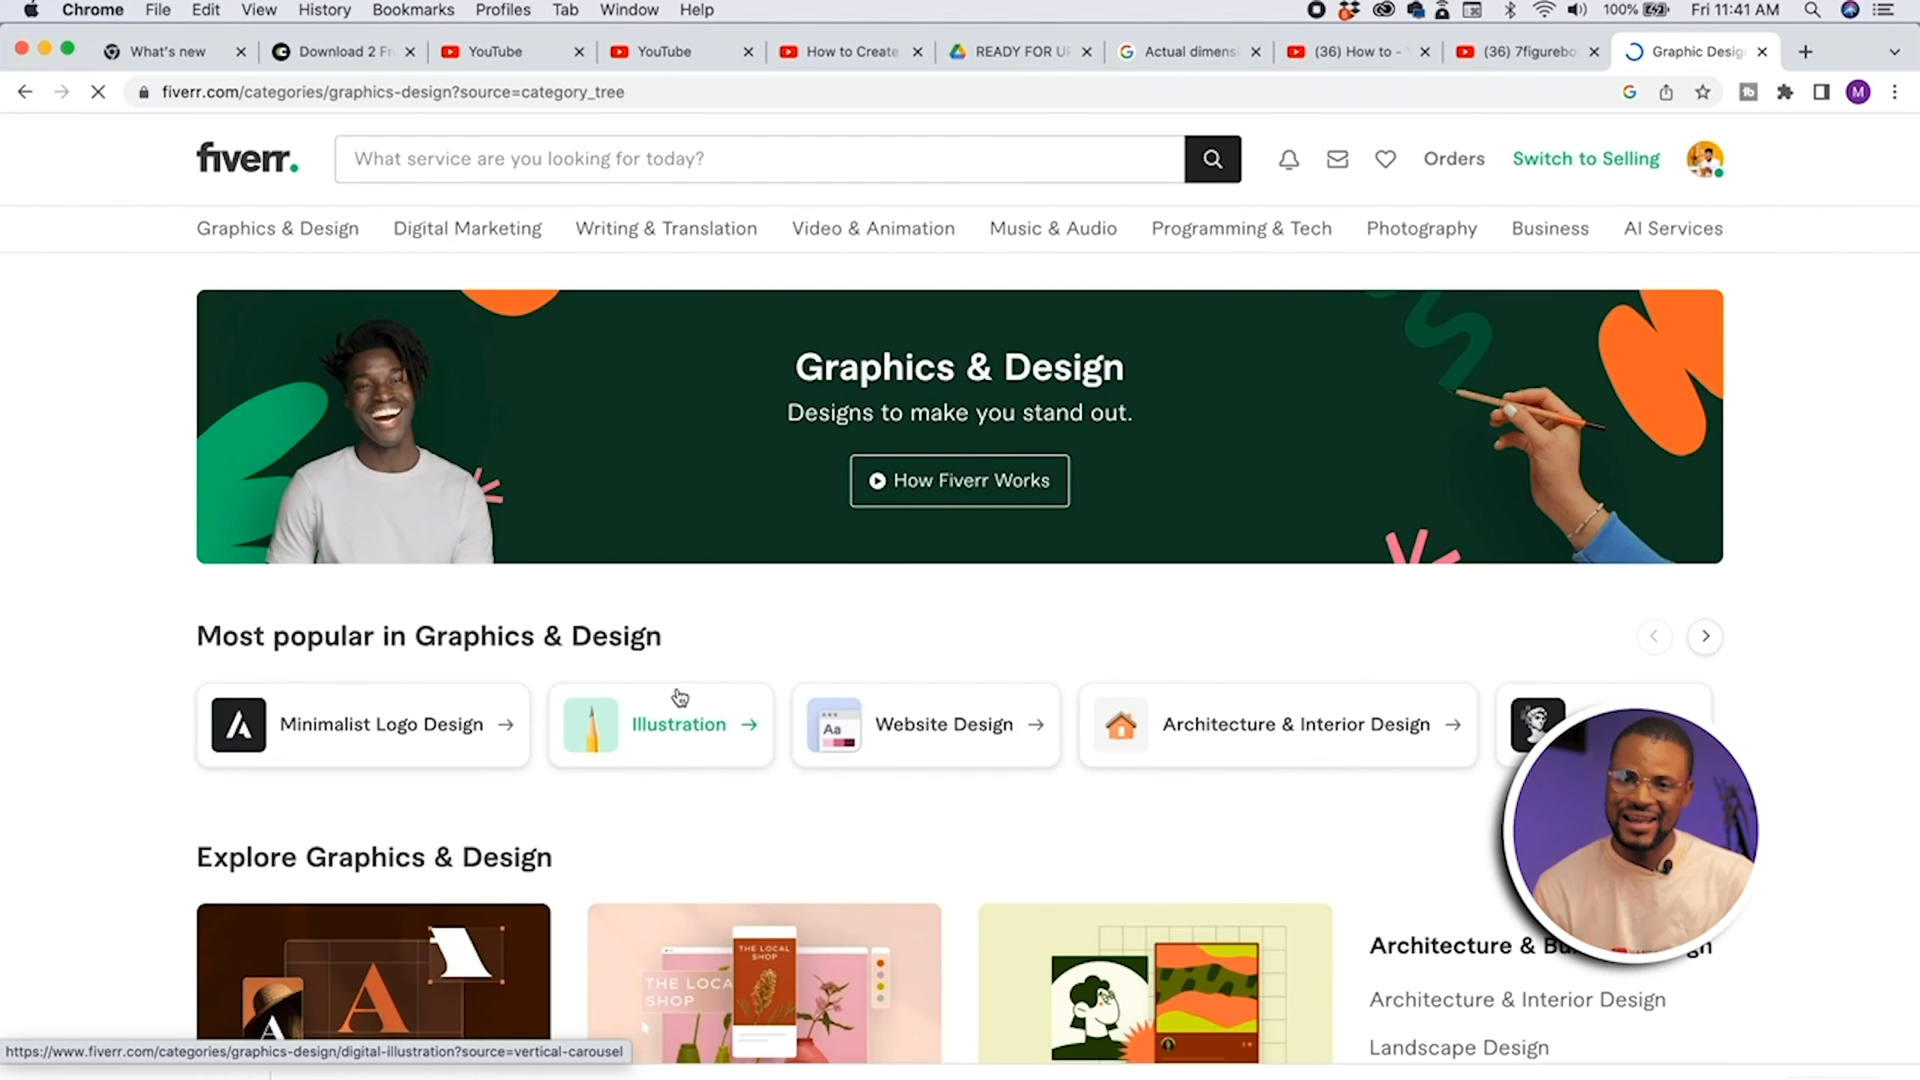 Chrome File Edit View History Bookmarks Profiles Tab Window Help 100% Fri 11:41 AM
What's new Download 2 Fr YouTube YouTube How to Create READY FOR UP Actual dimensi (36) How to - (36) 7figurebo Graphic Desig
fiverr.com/categories/graphics-design?source=category_tree M
fiverr. What service are you looking for today? Orders Switch to Selling
Graphics & Design Digital Marketing Writing & Translation Video & Animation Music & Audio Programming & Tech Photography Business AI Services
Graphics & Design
Designs to make you stand out.
How Fiverr Works
Most popular in Graphics & Design
Minimalist Logo Design Illustration Aa Website Design Architecture & Interior Design
Explore Graphics & Design
THE LOCAL
SHOP
THE LOCA
SHOP
A
A
Architecture & Bu
Architecture & Interior Design
Landscape Design
https://www.fiverr.com/categories/graphics-design/digital-illustration?source=vertical-carousel